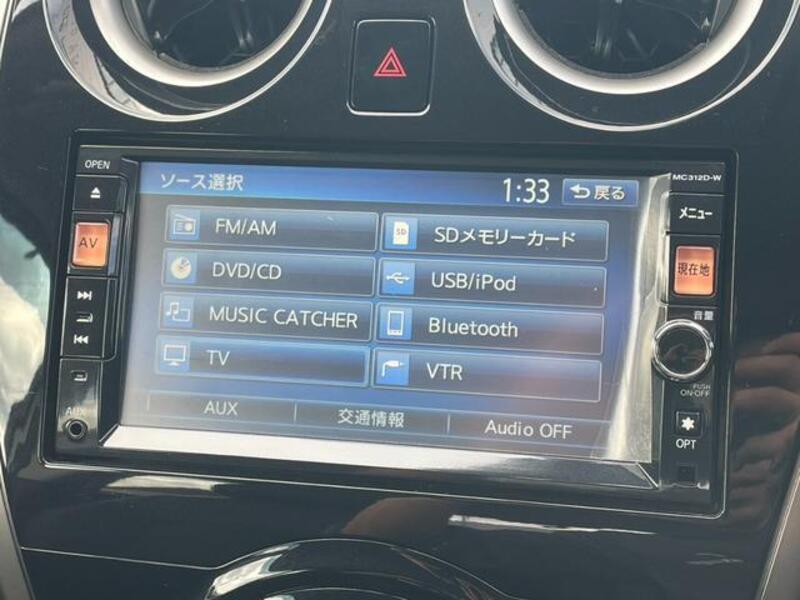 OPEN
MC312D-W
ソース選択
1:33
戻る
メニュー
AV
現在地
FM/AM
SDメモリーカード
SD
DVD/CD
USB/iPod
MUSIC CATCHER
Bluetooth
音量
TV
VTR
PUSH
ON·OFF
AUX
AUX
交通情報
Audio OFF
OPT